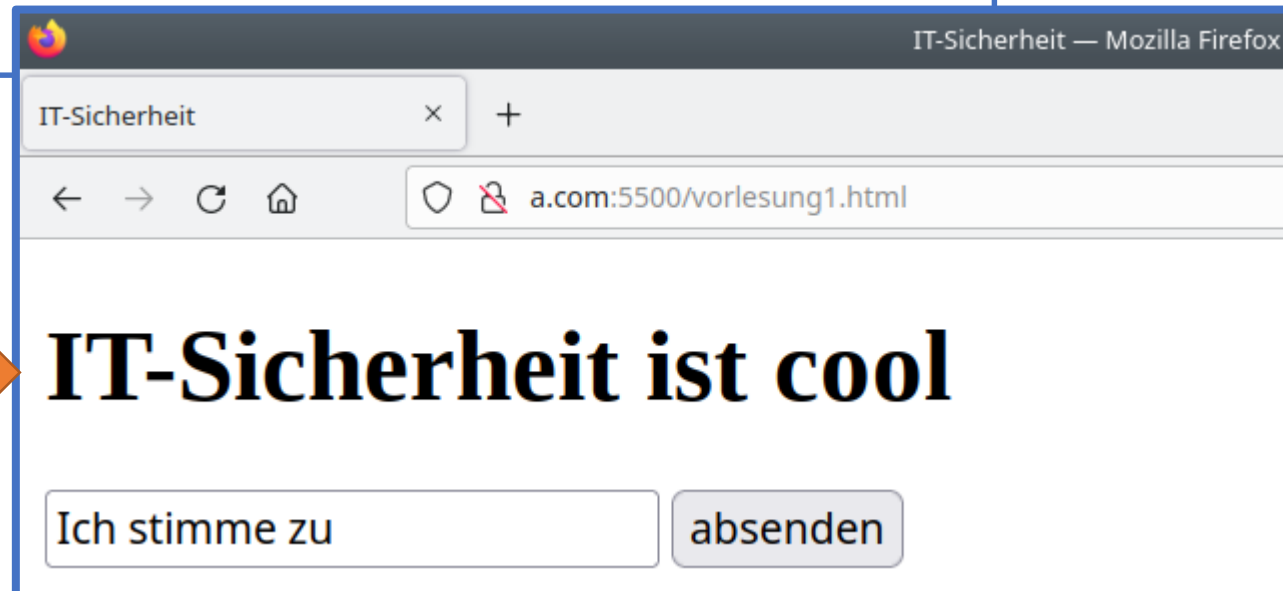 IT-Sicherheit — Mozilla Firefox
IT-Sicherheit
a.com:5500/vorlesung1.html
IT-Sicherheit ist cool
Ich stimme zu absenden